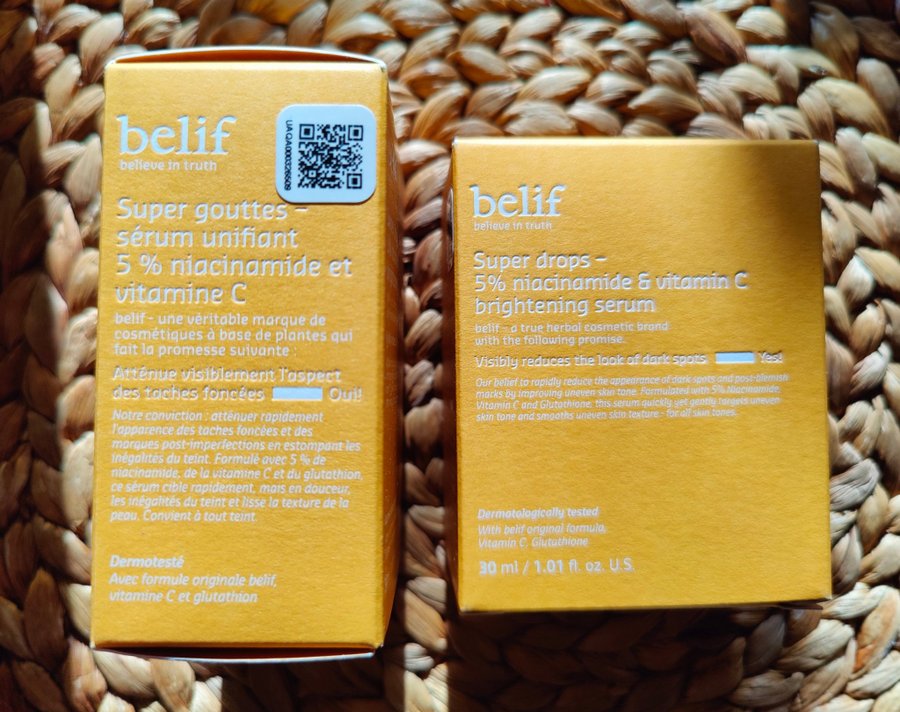 belif
believe in truth
UAQA000328609
Super gouttes –
sérum unifiant
5 % niacinamide et
vitamine C
belif - une véritable marque de
cosmétiques à base de plantes qui
fait la promesse suivante :
Atténue visiblement l'aspect
des taches foncées Oui!
Notre conviction : atténuer rapidement
l'apparence des taches foncées et des
marques post-imperfections en estompant les
inégalités du teint. Formulé avec 5 % de
niacinamide, de la vitamine C et du glutathion,
ce sérum cible rapidement, mais en douceur,
les inégalités du teint et lisse la texture de la
peau. Convient à tout teint.
Dermotesté
Avec formule originale belif,
vitamine C et glutathion
belif
believe in truth
Super drops –
5% niacinamide & vitamin C
brightening serum
belif – a true herbal cosmetic brand
with the following promise.
Visibly reduces the look of dark spots Yes!
Our belief to rapidly reduce the appearance of dark spots and post-blemish
marks by improving uneven skin tone. Formulated with 5% Niacinamide,
Vitamin C and Glutathione, this serum quickly yet gently targets uneven
skin tone and smooths uneven skin texture - for all skin tones.
Dermatologically tested
With belif original formula,
Vitamin C, Glutathione
30 ml / 1.01 fl. oz. U.S.